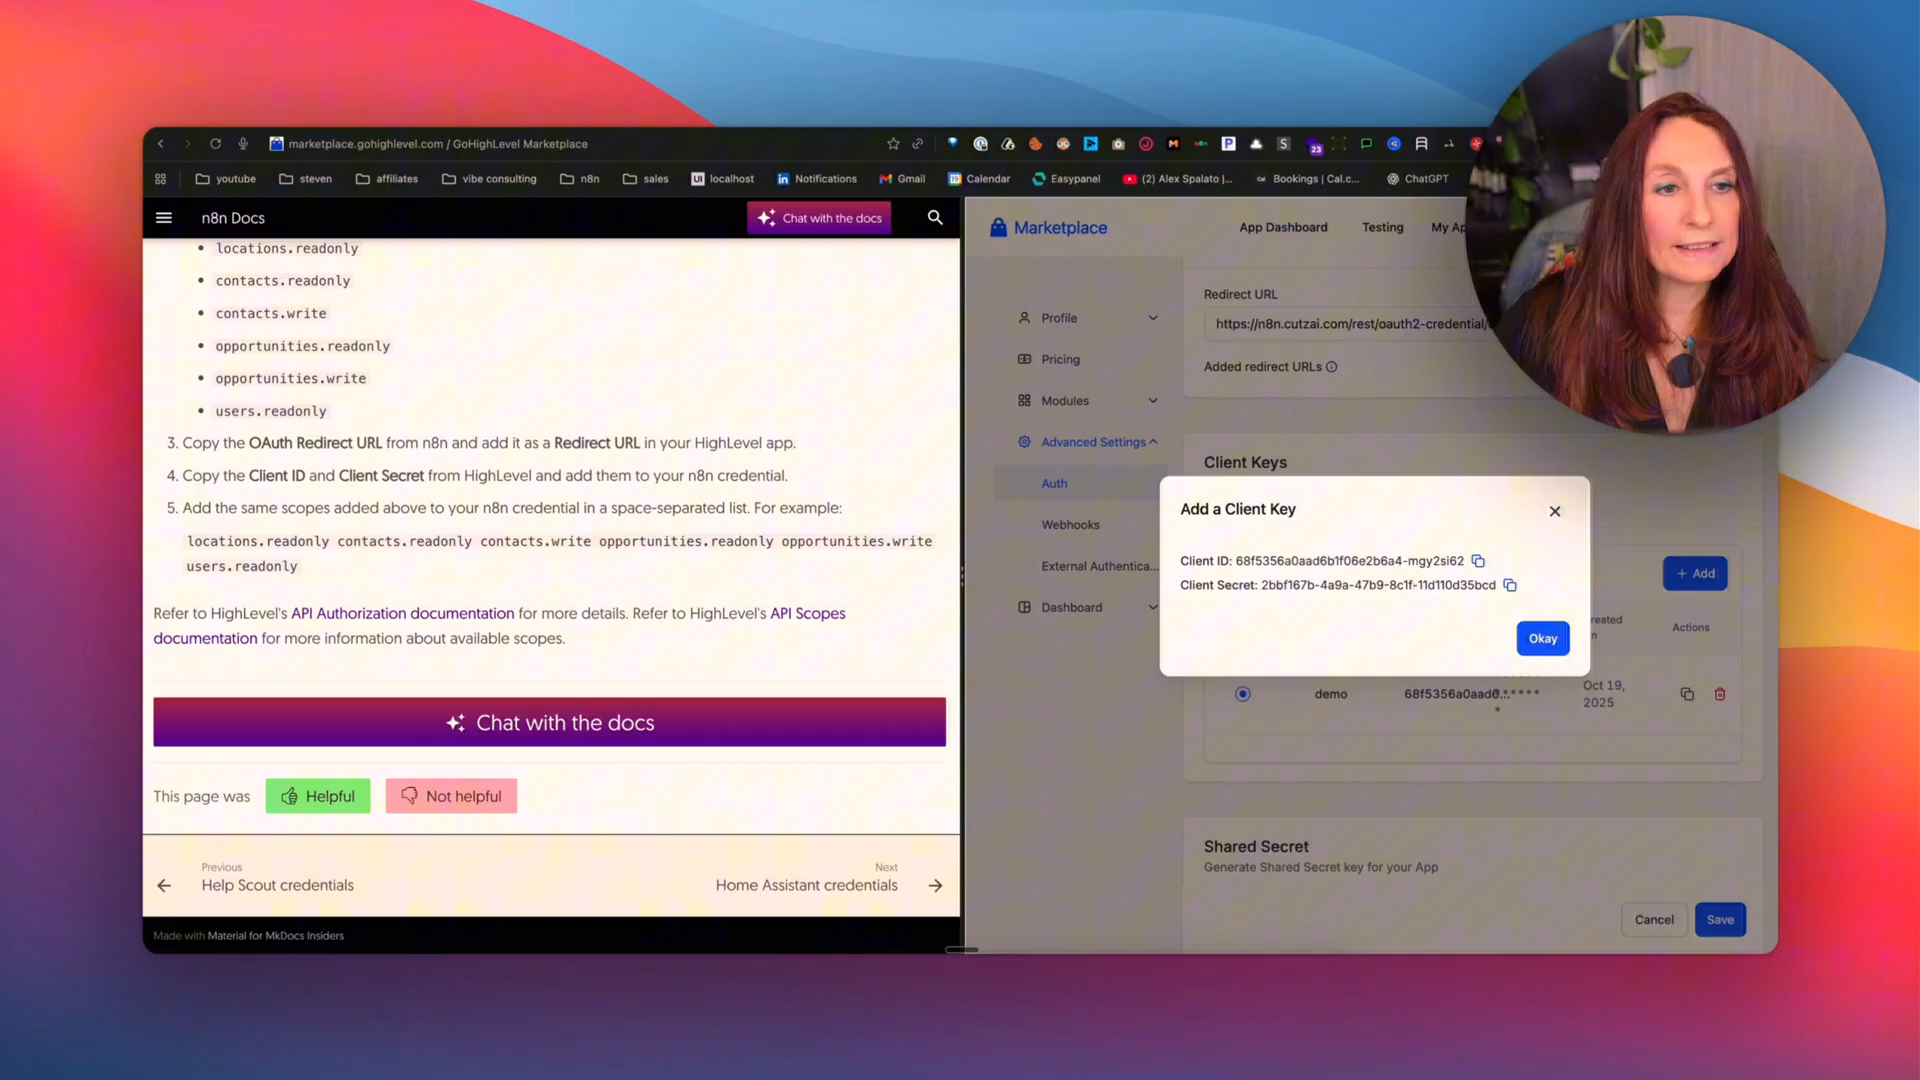 marketplace.gohighlevel.com / GoHighLevel Marketplace
23
youtube
steven
affiliates
vibe consulting
n8n
sales
localhost
Notifications
Gmail
Calendar
Easypanel
(2) Alex Spalato |...
Bookings | Cal.c...
ChatGPT
n8n Docs
Chat with the docs
locations.readonly
contacts.readonly
contacts.write
opportunities.readonly
opportunities.write
users.readonly
3. Copy the OAuth Redirect URL from n8n and add it as a Redirect URL in your HighLevel app.
4. Copy the Client ID and Client Secret from HighLevel and add them to your n8n credential.
5. Add the same scopes added above to your n8n credential in a space-separated list. For example:
locations.readonly contacts.readonly contacts.write opportunities.readonly opportunities.write
users.readonly
Refer to HighLevel's API Authorization documentation for more details. Refer to HighLevel's API Scopes
documentation for more information about available scopes.
Chat with the docs
This page was
Helpful
Not helpful
Previous
Help Scout credentials
Next
Home Assistant credentials
Made with Material for MkDocs Insiders
Marketplace
App Dashboard
Testing
My Ap
Profile
Pricing
Modules
Advanced Settings
Auth
Webhooks
External Authentica...
Dashboard
Redirect URL
https://n8n.cutzai.com/rest/oauth2-credential/
Added redirect URLs
Client Keys
Add a Client Key
Client ID: 68f5356a0aad6b1f06e2b6a4-mgy2si62
Client Secret: 2bbf167b-4a9a-47b9-8c1f-11d110d35bcd
Okay
+ Add
reated
n
Actions
demo
68f5356a0aad6...
Oct 19,
2025
Shared Secret
Generate Shared Secret key for your App
Cancel
Save